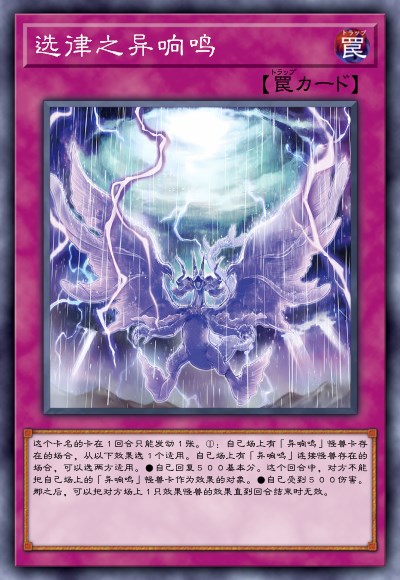 选律之异响鸣
トラップ
罠
トラップ
【罠カード】
这个卡名的卡在1回合只能发动1张。①：自己场上有「异响鸣」怪兽卡存
在的场合，从以下效果选1个适用。自己场上有「异响鸣」连接怪兽存在的
场合，可以选两方适用。●自己回复５００基本分。这个回合中，对方不能
把自己场上的「异响鸣」怪兽卡作为效果的对象。●自己受到５００伤害。
那之后，可以把对方场上1只效果怪兽的效果直到回合结束时无效。